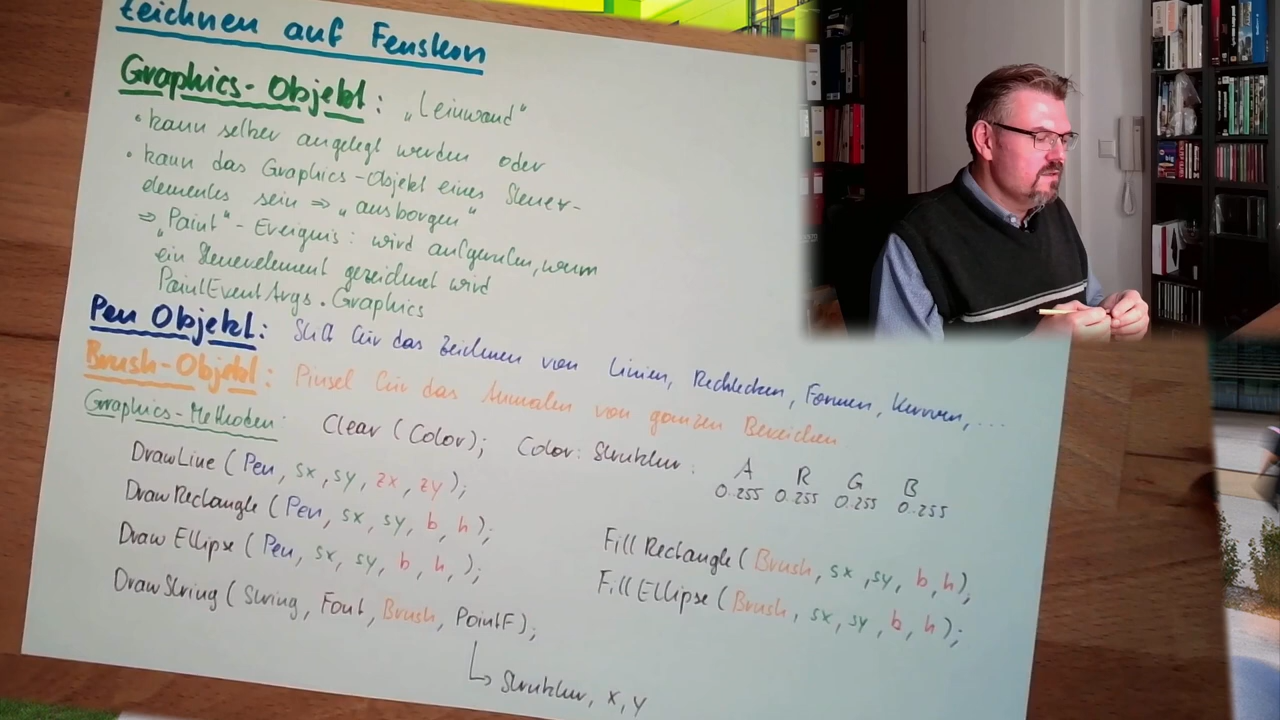 Zeichnen auf Fenstern
Graphics-Objekt: „Leinwand"
• kann selber angelegt werden oder
• kann das Graphics-Objekt eines Steuer-
elementes sein ⇒ „ausborgen"
⇒ „Paint"-Ereignis: wird aufgerufen, wenn
ein Steuerelement gezeichnet wird
PaintEventArgs.Graphics
Pen Objekt: Stift für das Zeichnen von Linien, Rechtecken, Formen, Kurven, ...
Brush-Objekt: Pinsel für das Ausmalen von ganzen Bereichen
Graphics-Methoden: Clear (Color); Color: Struktur: A R G B
0..255 0..255 0..255 0..255
DrawLine (Pen, sx, sy, zx, zy);
DrawRectangle (Pen, sx, sy, b, h);
DrawEllipse (Pen, sx, sy, b, h,);
DrawString (String, Font, Brush, PointF);
↳ Struktur, x, y
FillRectangle (Brush, sx, sy, b, h);
FillEllipse (Brush, sx, sy, b, h);